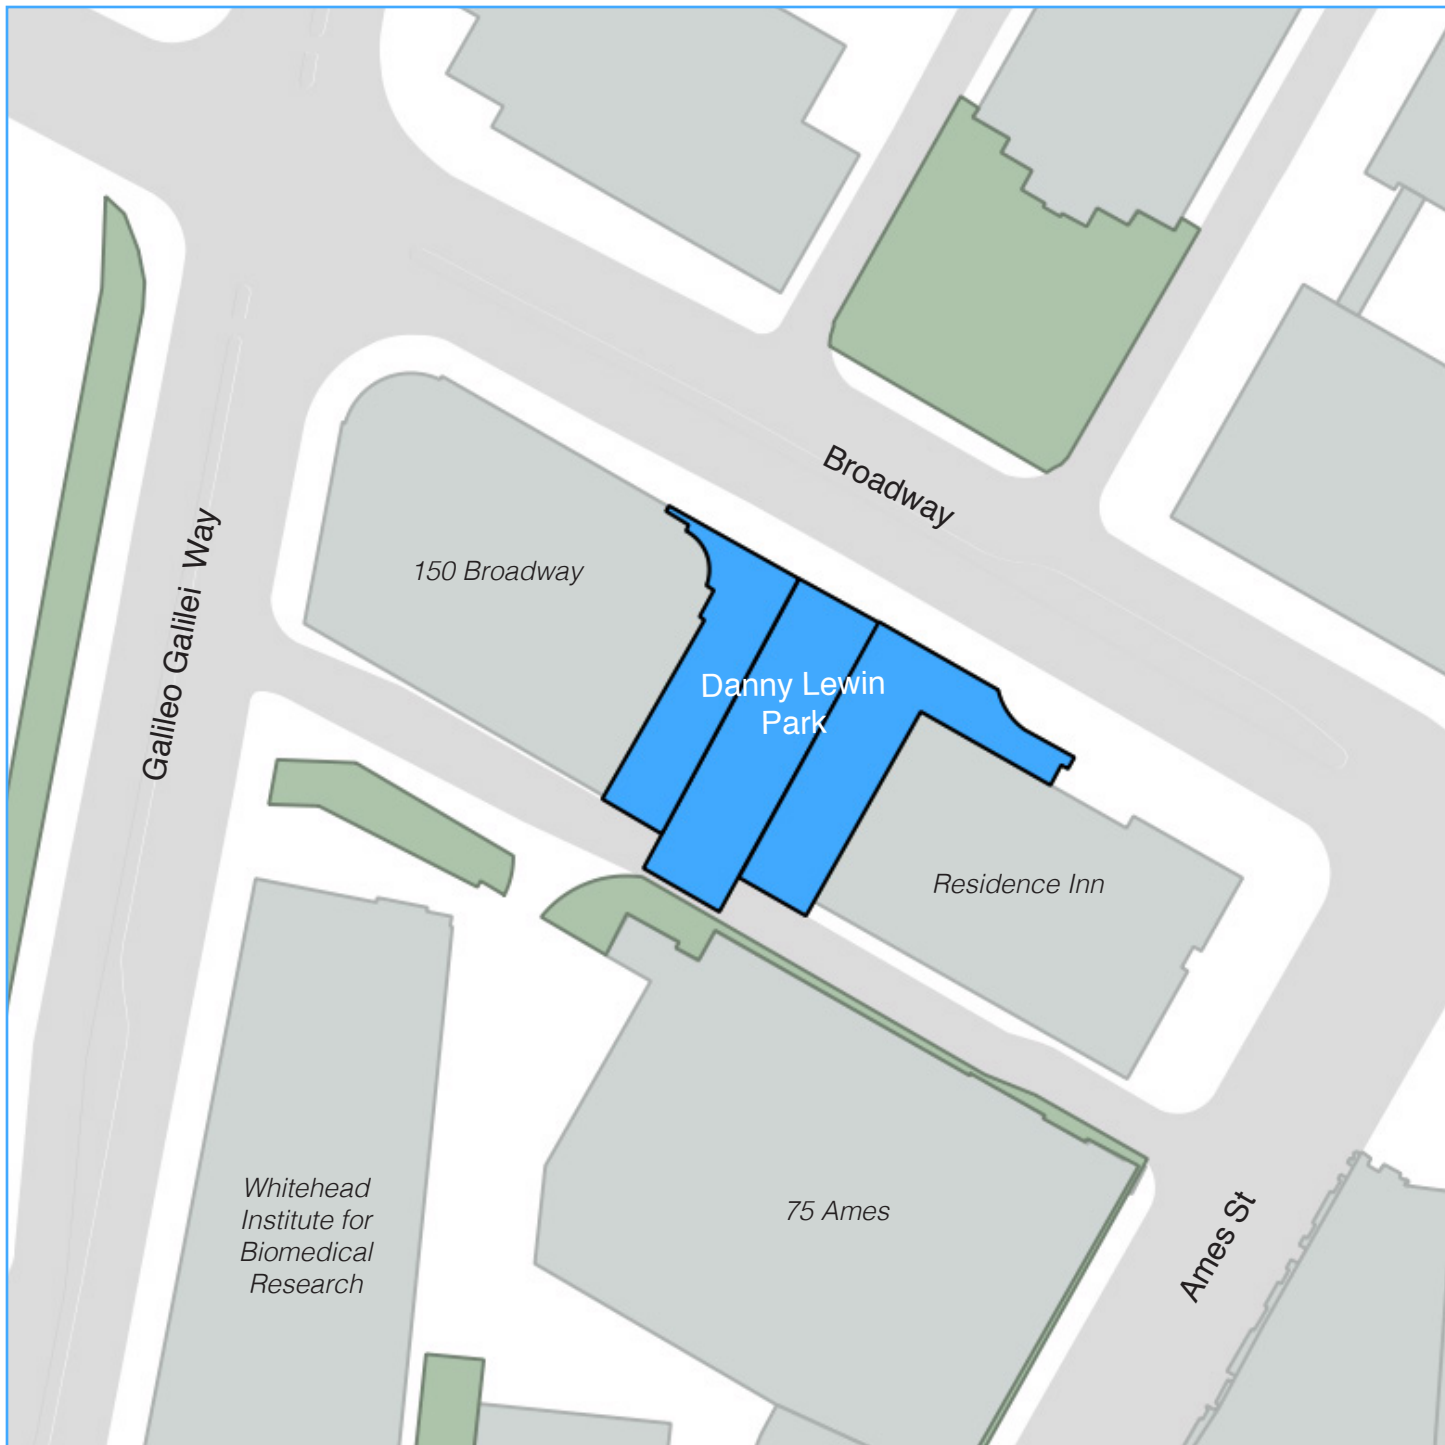 Broadway
150 Broadway
Galileo Galilei Way
Danny Lewin
Park
Residence Inn
Whitehead
Institute for
Biomedical
Research
75 Ames
Ames St